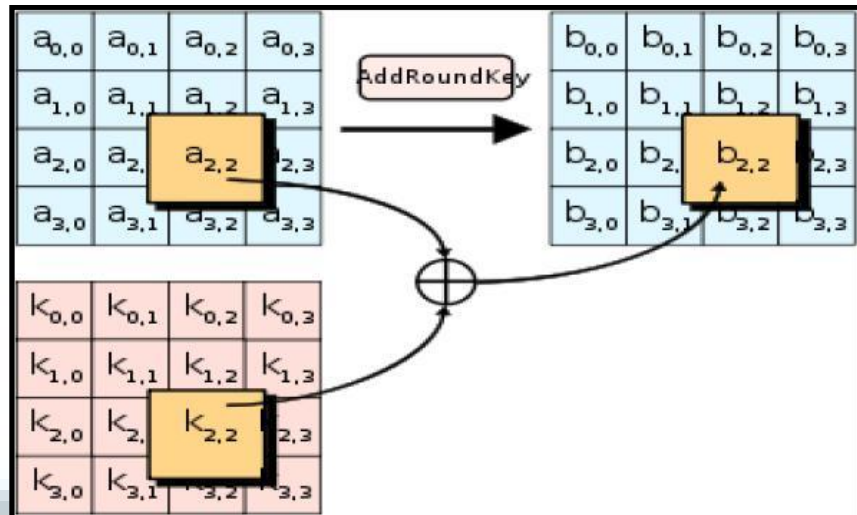 a0,0 a0,1 a0,2 a0,3
a1,0 a1,1 a1,2 a1,3
a2,0 a2, a2,2 2,3
a3,0 a3,1 a3,2 a3,3
AddRoundKey
b0,0 b0,1 b0,2 b0,3
b1,0 b1,1 b1,2 b1,3
b2,0 b2, b2,2 2,3
b3,0 b3,1 b3,2 b3,3
k0,0 k0,1 k0,2 k0,3
k1,0 k1,1 k1,2 k1,3
k2,0 k2, k2,2 2,3
k3,0 k3,1 k3,2 k3,3